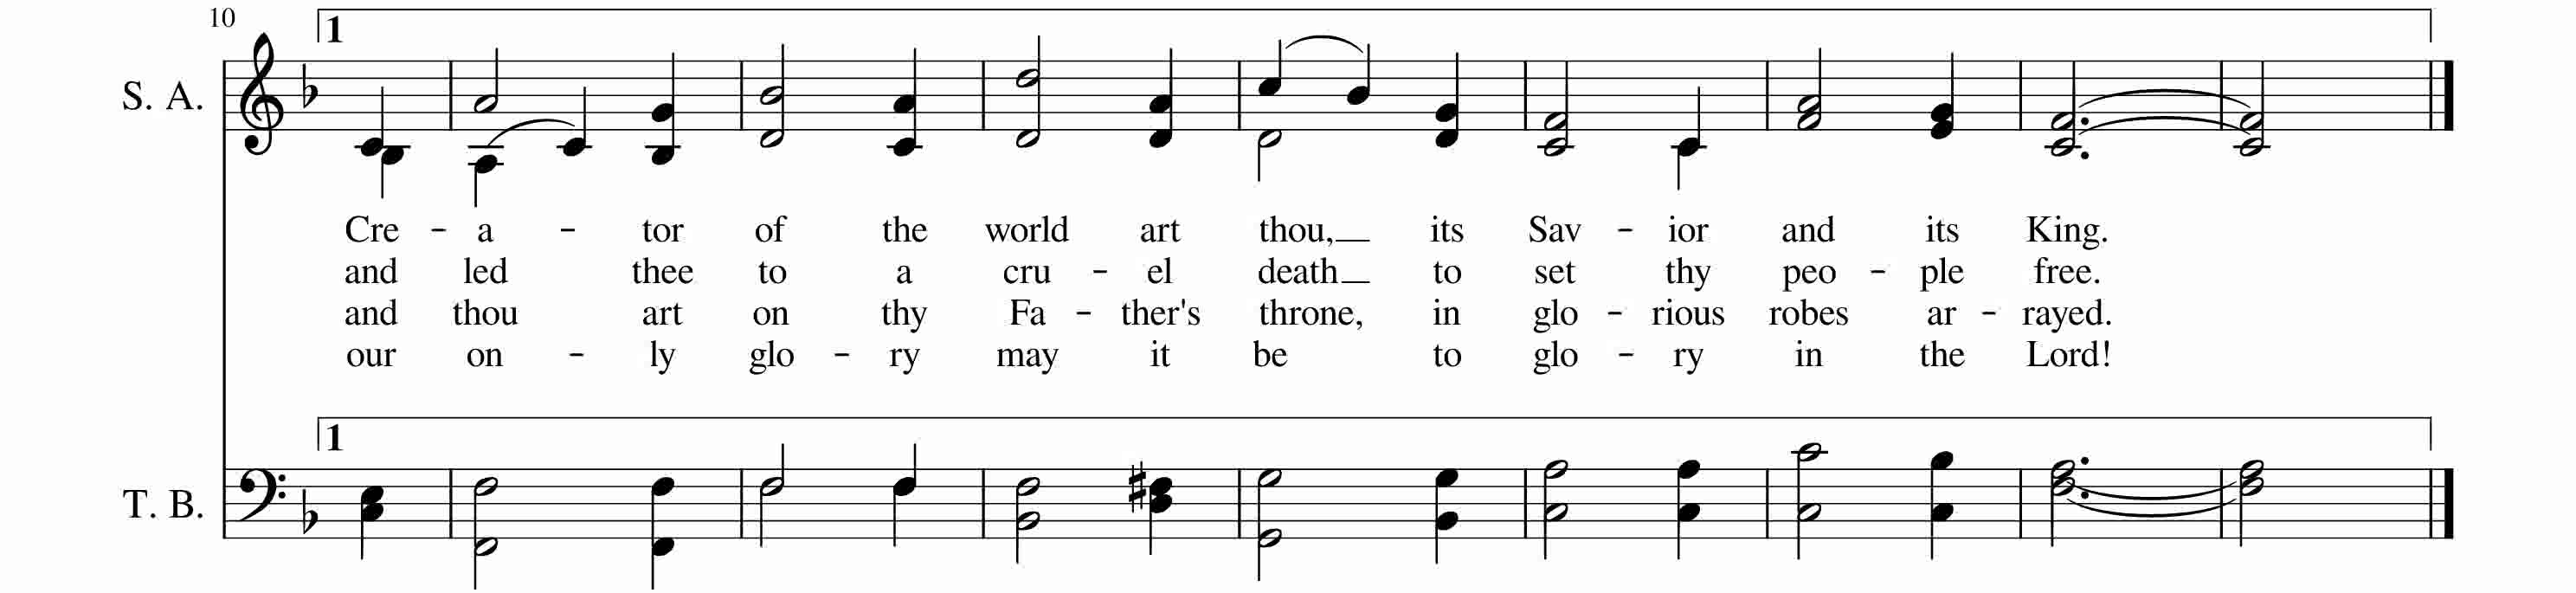 10
1
S. A.
Cre - a - tor of the world art thou, its Sav - ior and its King.
and led thee to a cru - el death to set thy peo - ple free.
and thou art on thy Fa - ther's throne, in glo - rious robes ar - rayed.
our on - ly glo - ry may it be to glo - ry in the Lord!
1
T. B.